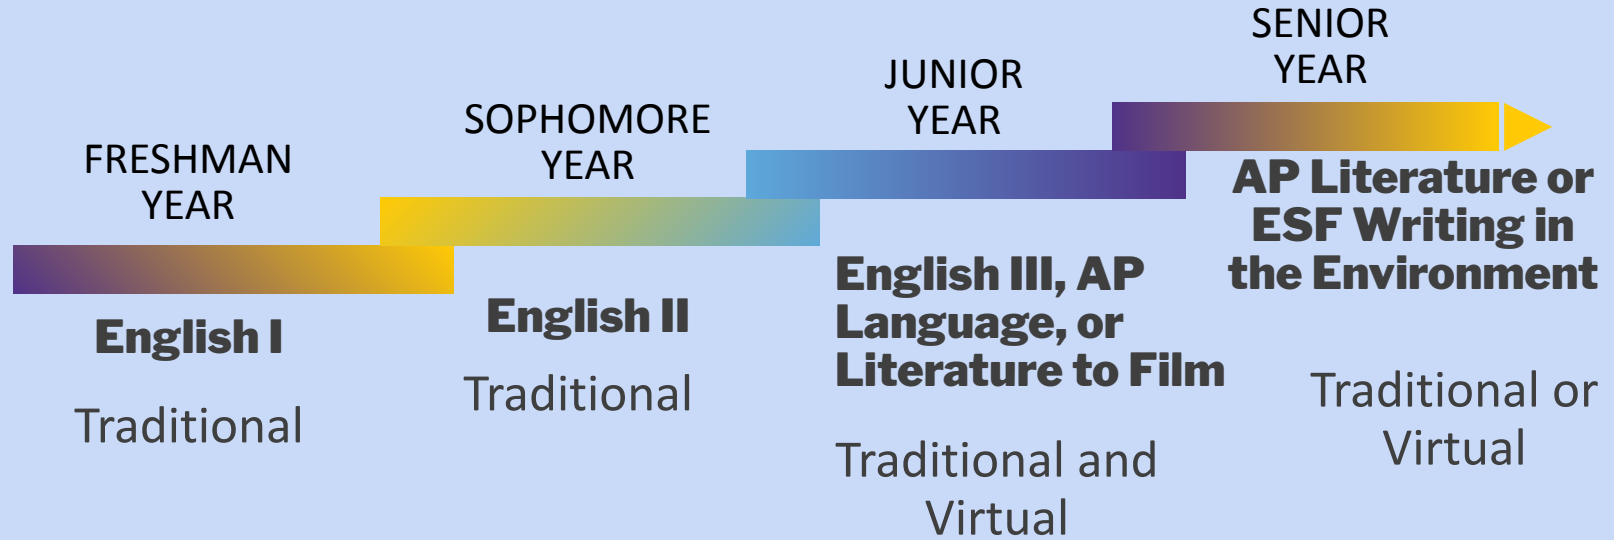 FRESHMAN
YEAR
English I
Traditional
SOPHOMORE
YEAR
English II
Traditional
JUNIOR
YEAR
English III, AP
Language, or
Literature to Film
Traditional and
Virtual
SENIOR
YEAR
AP Literature or
ESF Writing in
the Environment
Traditional or
Virtual